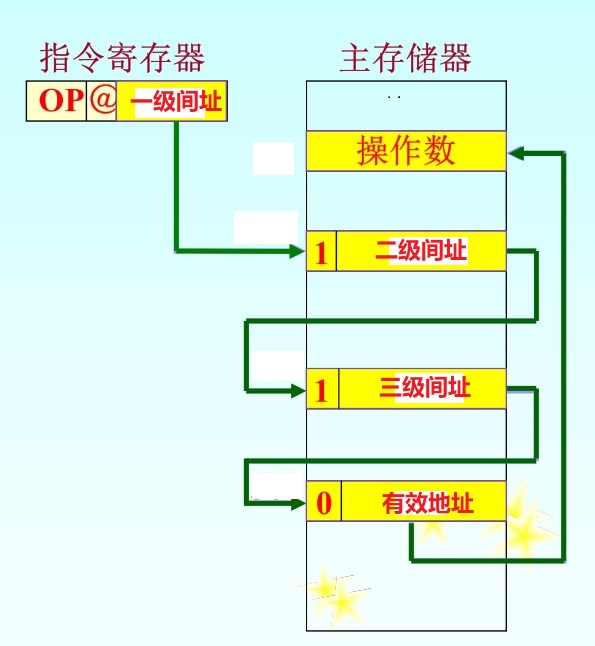 指令寄存器
主存储器
OP @ 一级间址
. .
操作数
1 二级间址
1 三级间址
0 有效地址